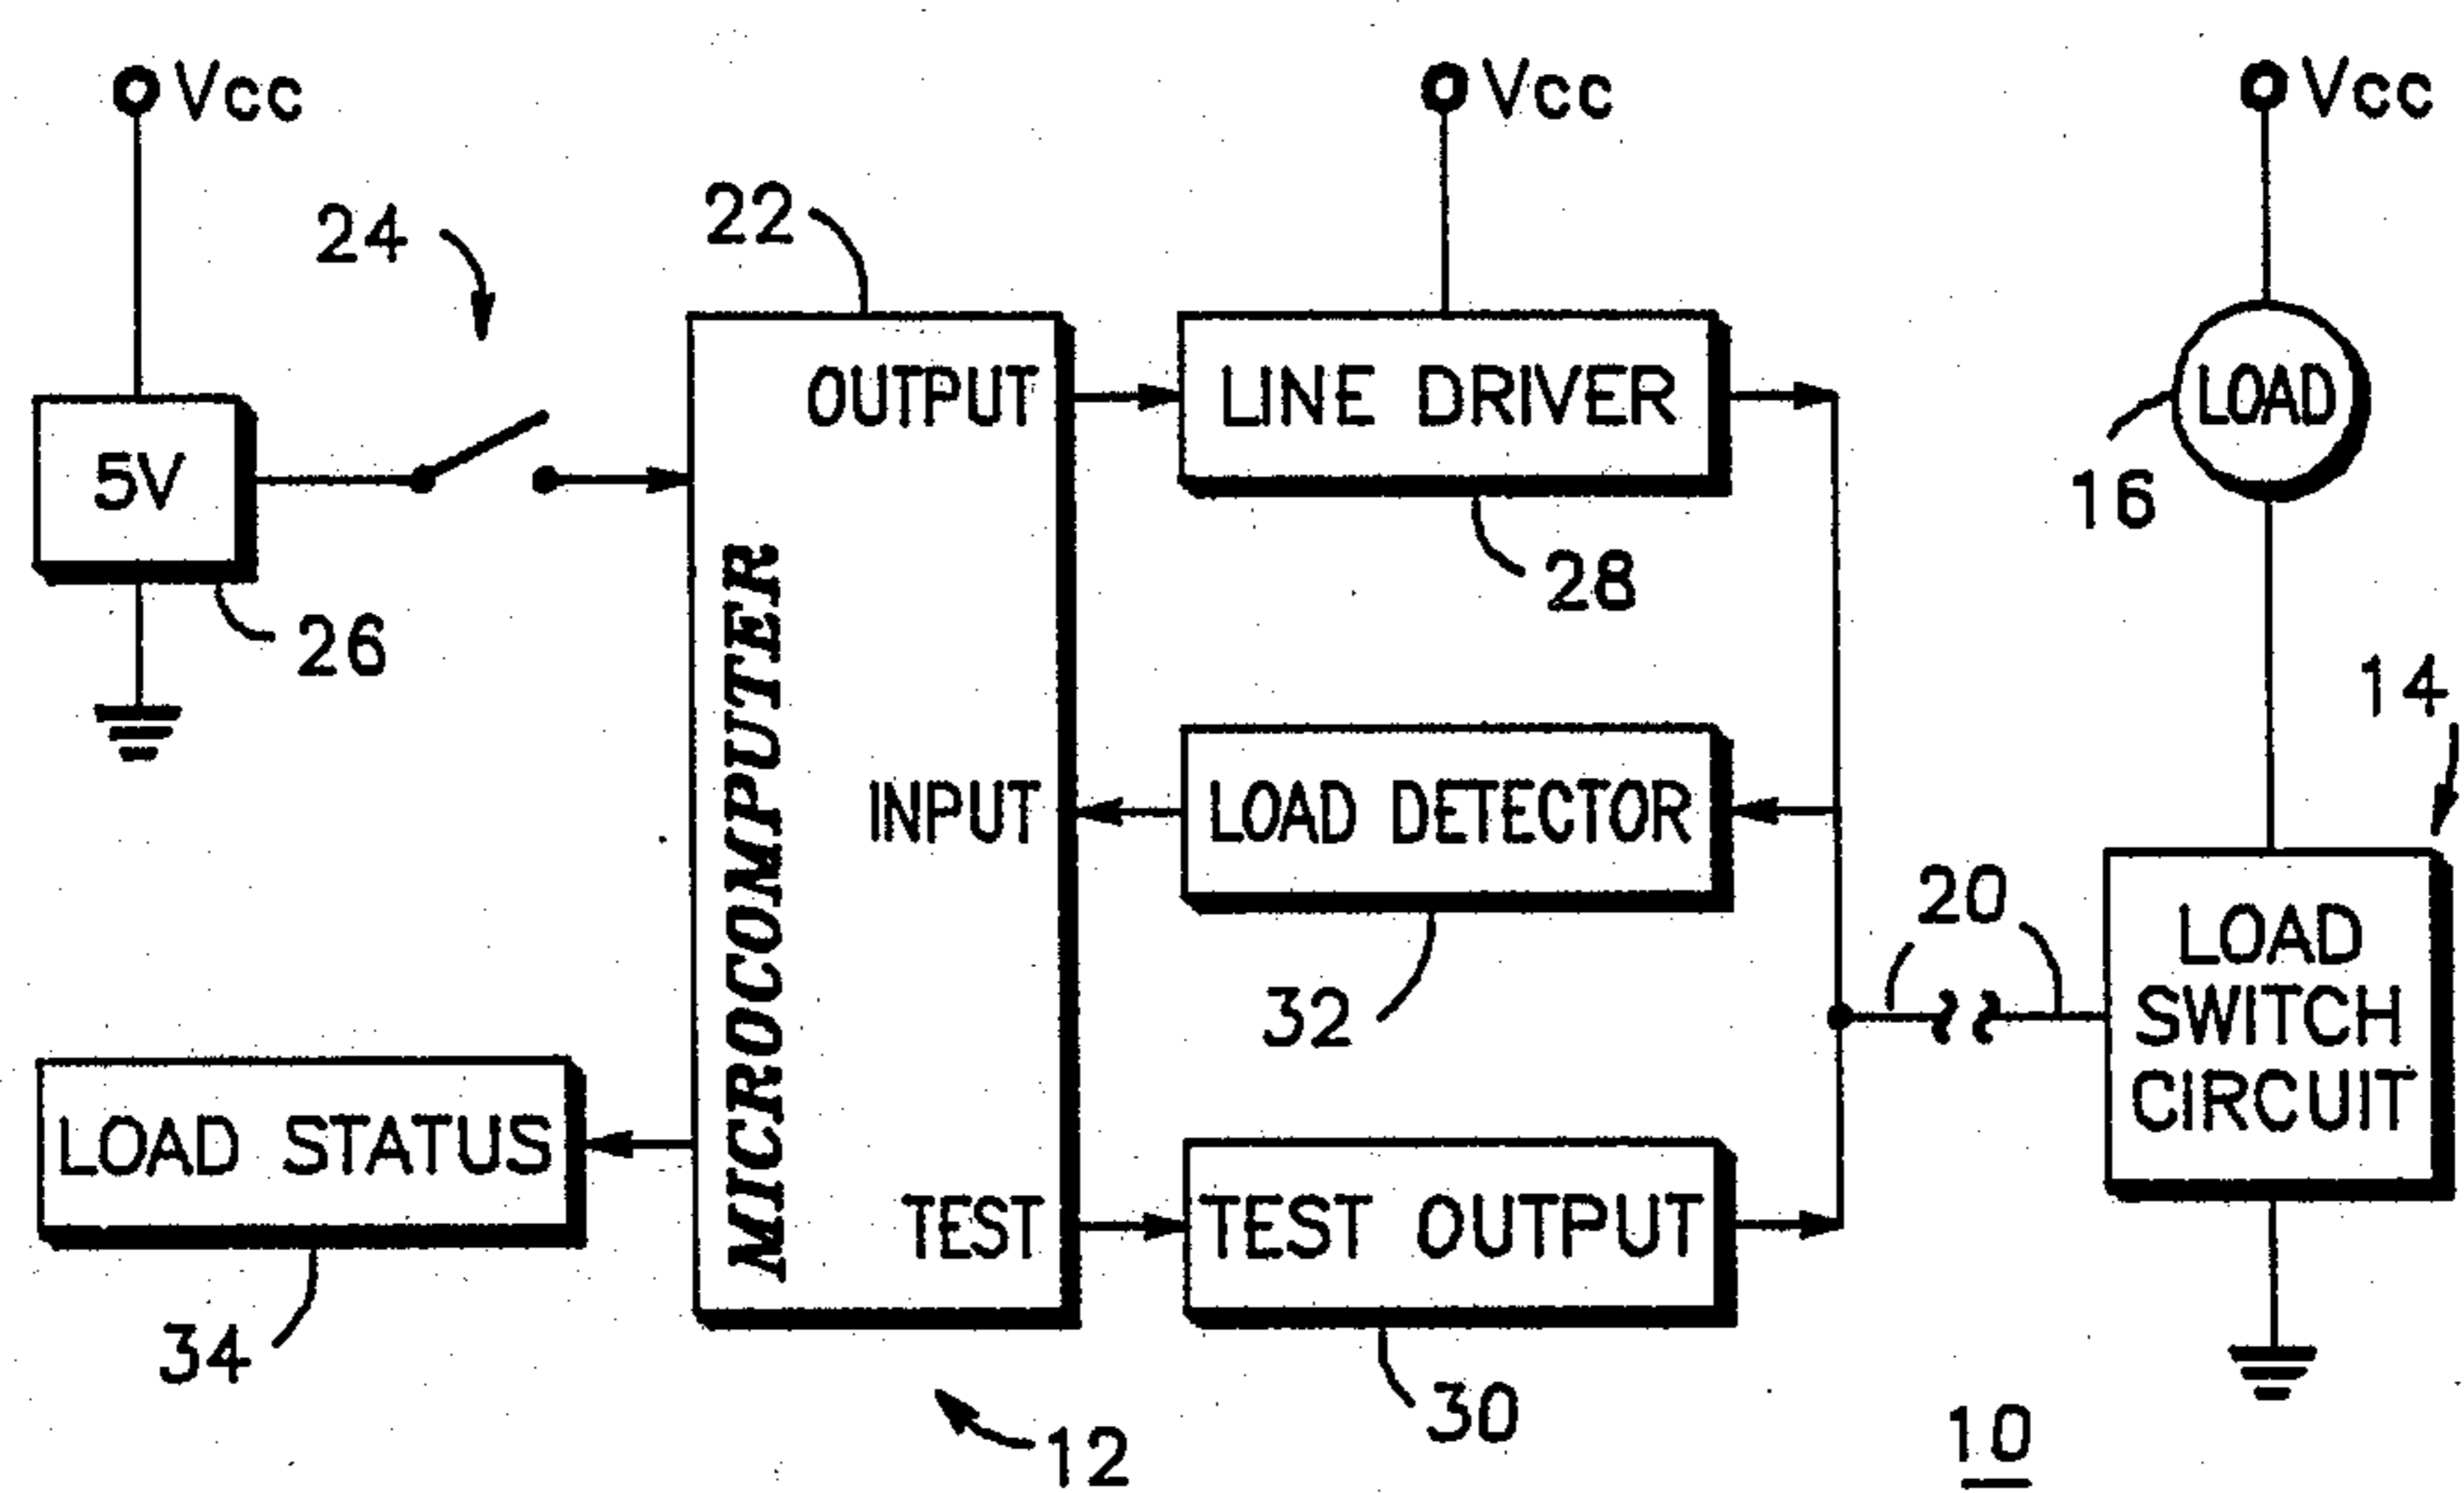 Vcc
Vcc
Vcc
24
22
OUTPUT
LINE DRIVER
LOAD
5V
16
28
26
14
MICROCOMPUTER
INPUT
LOAD DETECTOR
20
LOAD
SWITCH
CIRCUIT
32
LOAD STATUS
TEST
TEST OUTPUT
34
30
12
10